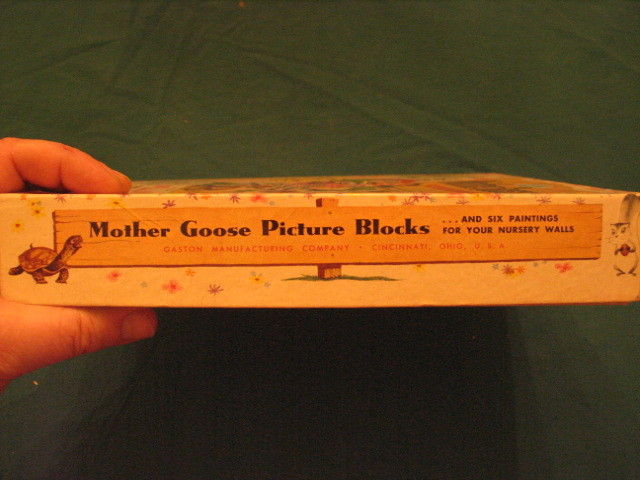 Mother Goose Picture Blocks
...AND SIX PAINTINGS
FOR YOUR NURSERY WALLS
GASTON MANUFACTURING COMPANY · CINCINNATI, OHIO, U.S.A.